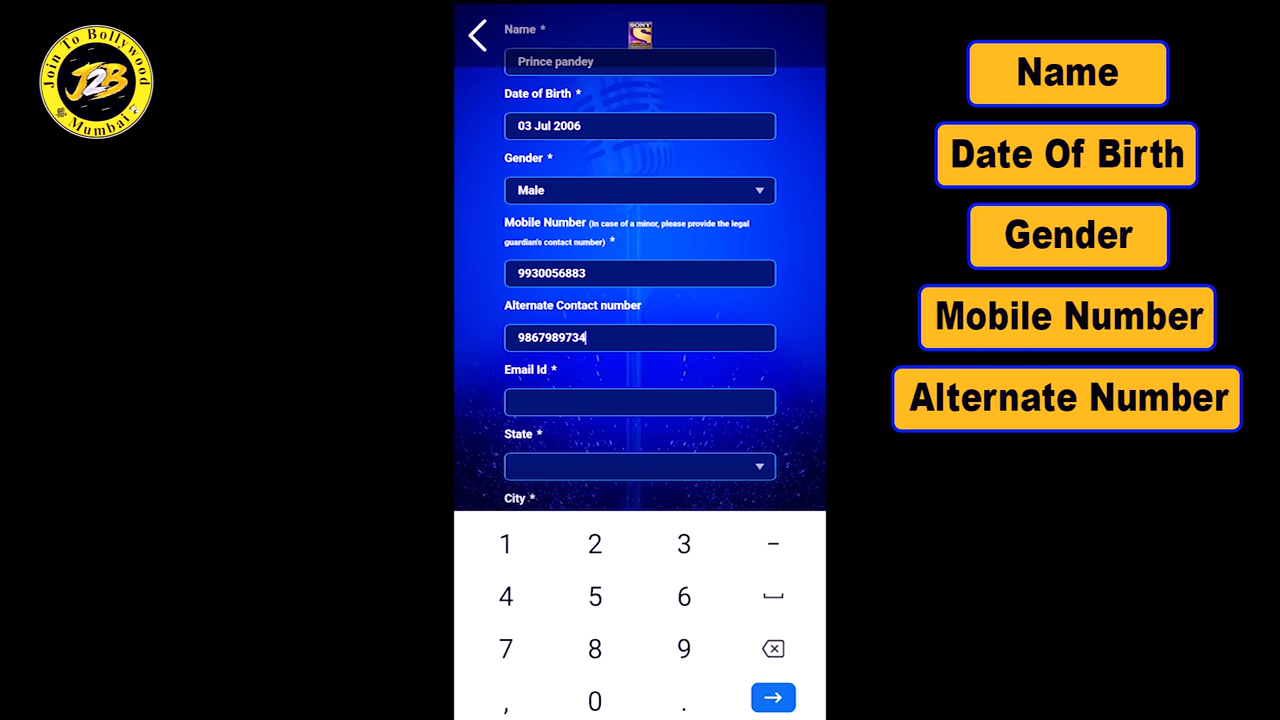 Join To Bollywood
J2B
Mumbai
Name *
SONY
S
Prince pandey
Date of Birth *
03 Jul 2006
Gender *
Male
Mobile Number (In case of a minor, please provide the legal
guardian's contact number) *
9930056883
Alternate Contact number
9867989734
Email Id *
State *
City *
1 2 3 -
4 5 6
7 8 9
, 0 .
Name
Date Of Birth
Gender
Mobile Number
Alternate Number